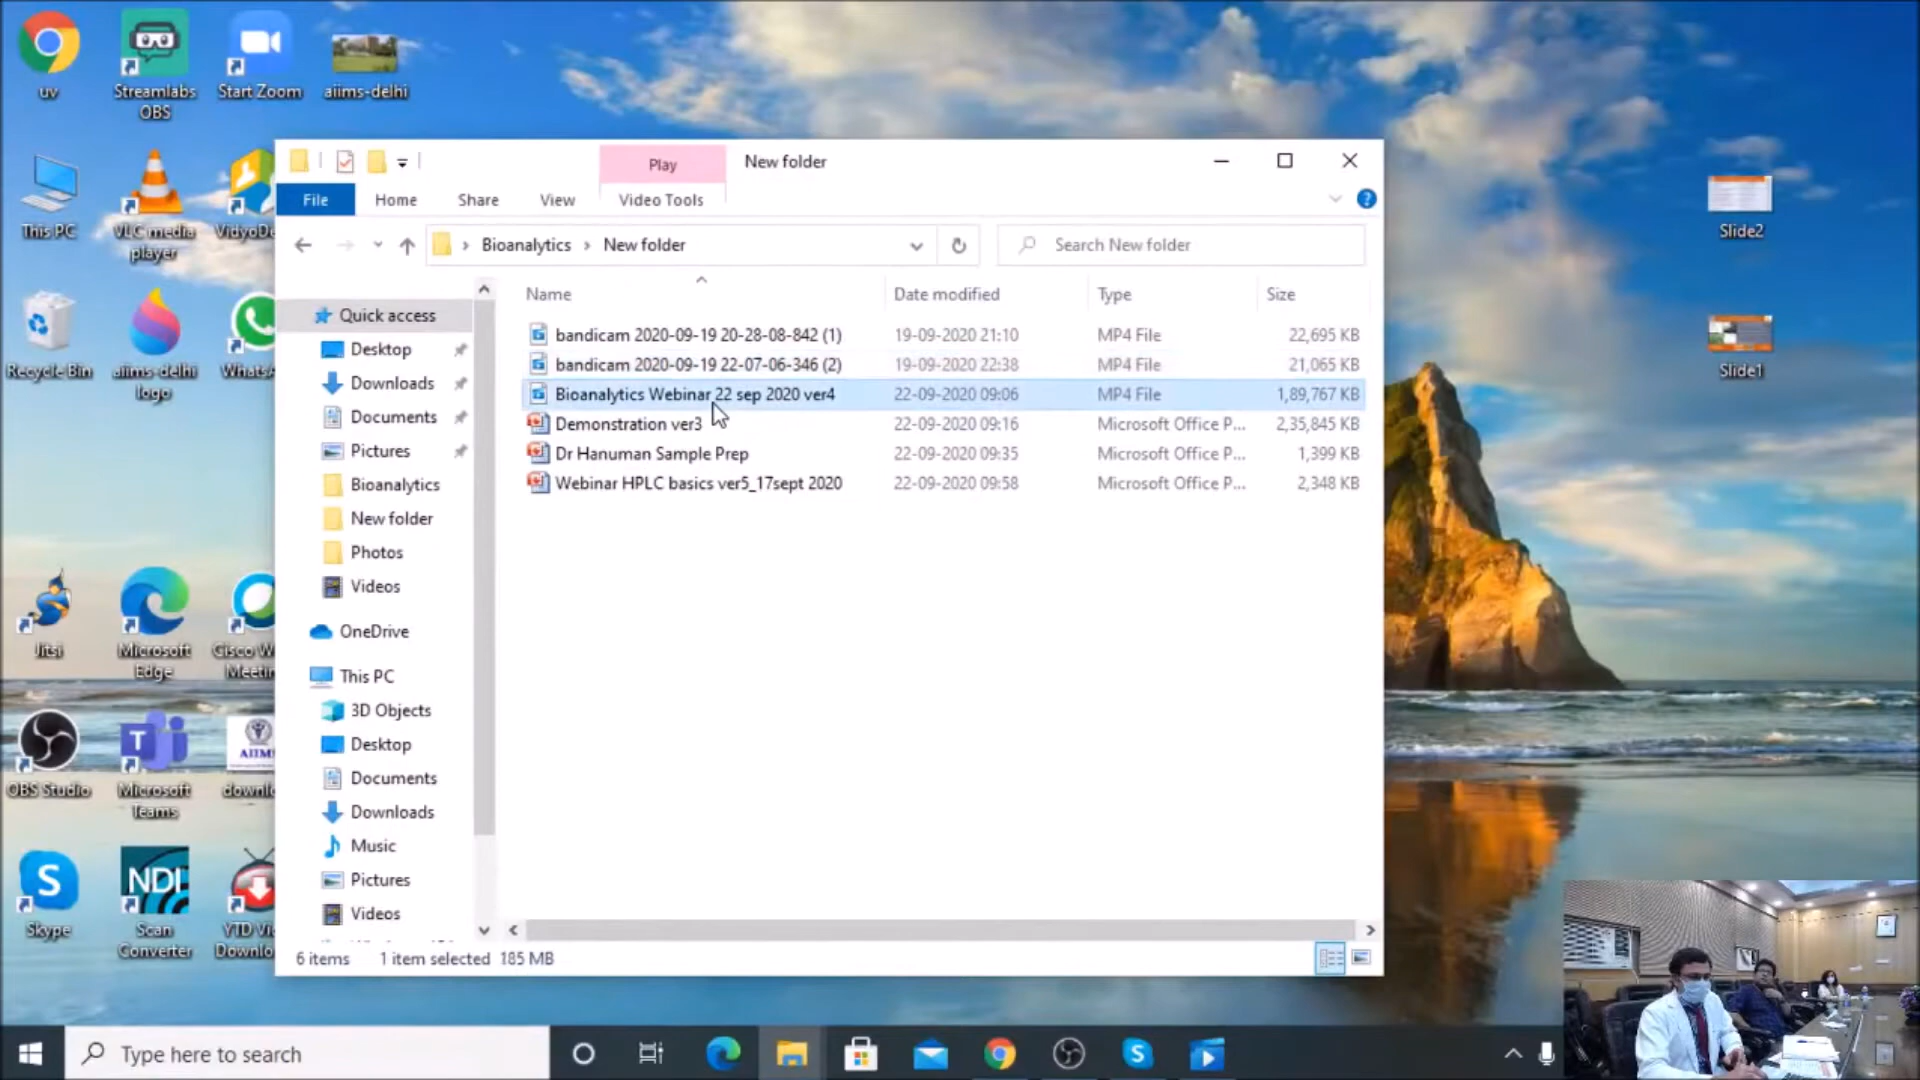 uv
Streamlabs
OBS
Start Zoom
aiims-delhi
This PC
VLC media
player
VidyoDe
Recycle Bin
aiims-delhi
logo
WhatsA
Jitsi
Microsoft
Edge
Cisco W
Meetin
OBS Studio
Microsoft
Teams
AIIM
downl
Skype
NDI
Scan
Converter
YTD Vi
Downlo
Slide2
Slide1
Play
New folder
File
Home
Share
View
Video Tools
Bioanalytics
New folder
Search New folder
Name
Date modified
Type
Size
bandicam 2020-09-19 20-28-08-842 (1) 19-09-2020 21:10 MP4 File 22,695 KB
bandicam 2020-09-19 22-07-06-346 (2) 19-09-2020 22:38 MP4 File 21,065 KB
Bioanalytics Webinar 22 sep 2020 ver4 22-09-2020 09:06 MP4 File 1,89,767 KB
Demonstration ver3 22-09-2020 09:16 Microsoft Office P... 2,35,845 KB
Dr Hanuman Sample Prep 22-09-2020 09:35 Microsoft Office P... 1,399 KB
Webinar HPLC basics ver5_17sept 2020 22-09-2020 09:58 Microsoft Office P... 2,348 KB
Quick access
Desktop
Downloads
Documents
Pictures
Bioanalytics
New folder
Photos
Videos
OneDrive
This PC
3D Objects
Desktop
Documents
Downloads
Music
Pictures
Videos
6 items 1 item selected 185 MB
Type here to search